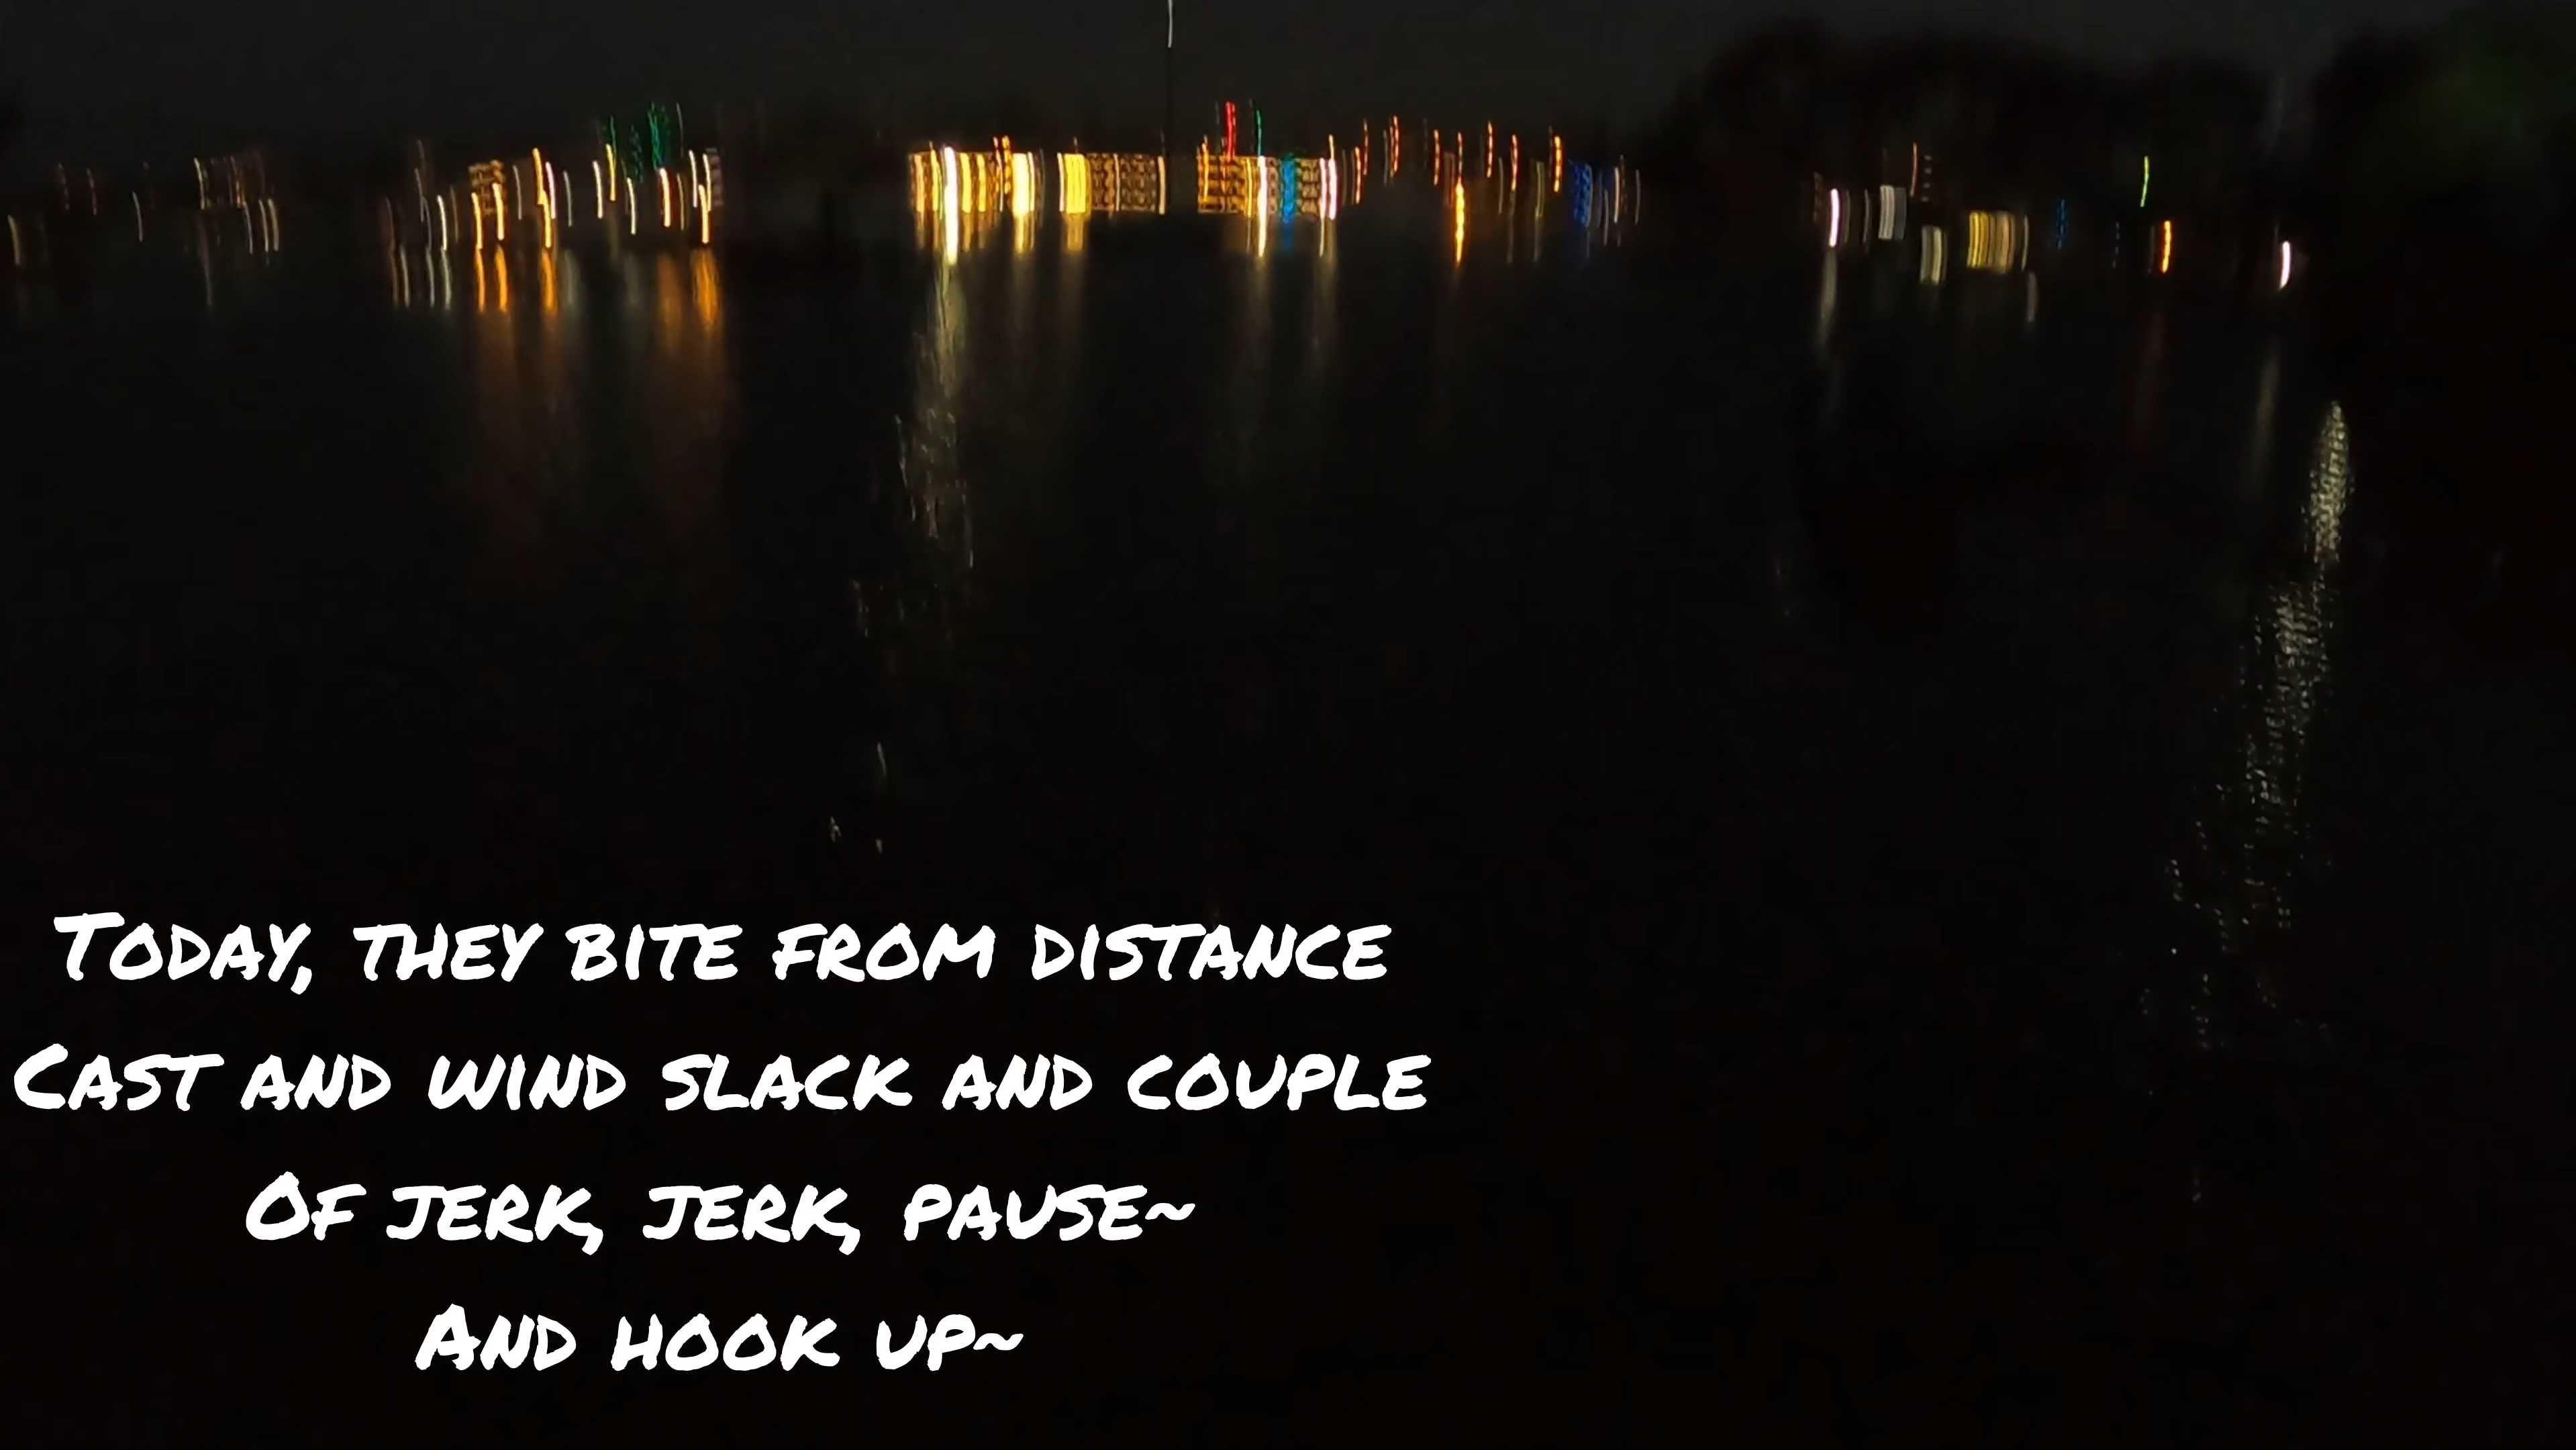 Today, they bite from distance
Cast and wind slack and couple
Of jerk, jerk, pause~
And hook up~